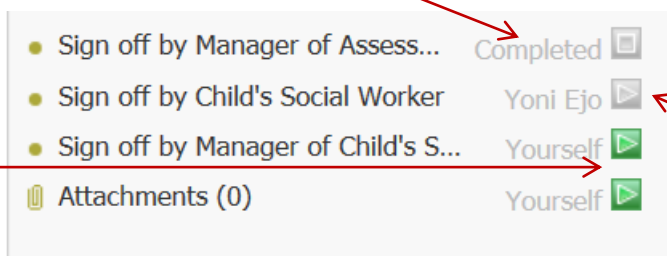 Sign off by Manager of Assess... Completed
Sign off by Child's Social Worker Yoni Ejo
Sign off by Manager of Child's S... Yourself
Attachments (0) Yourself